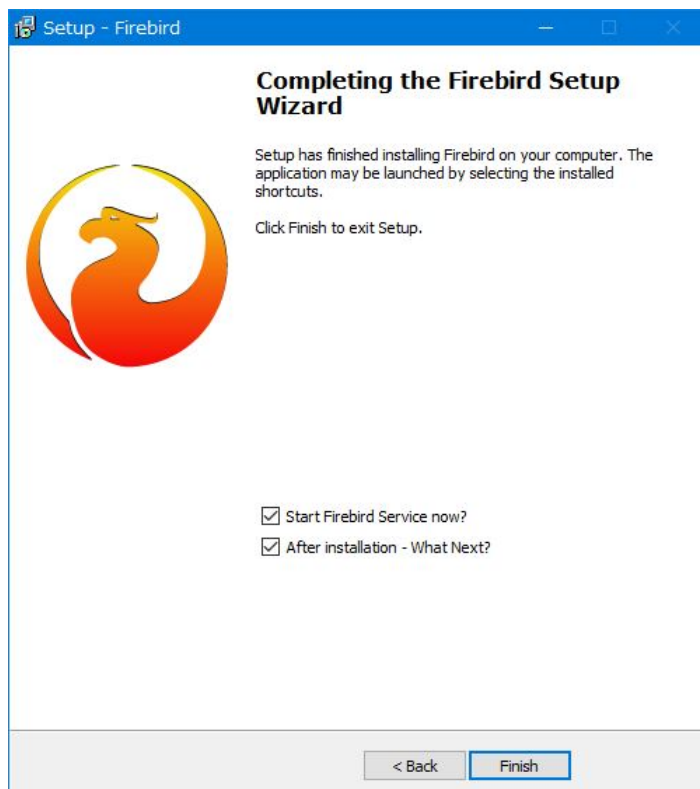 Setup - Firebird
Completing the Firebird Setup
Wizard
Setup has finished installing Firebird on your computer. The
application may be launched by selecting the installed
shortcuts.
Click Finish to exit Setup.
Start Firebird Service now?
After installation - What Next?
< Back
Finish